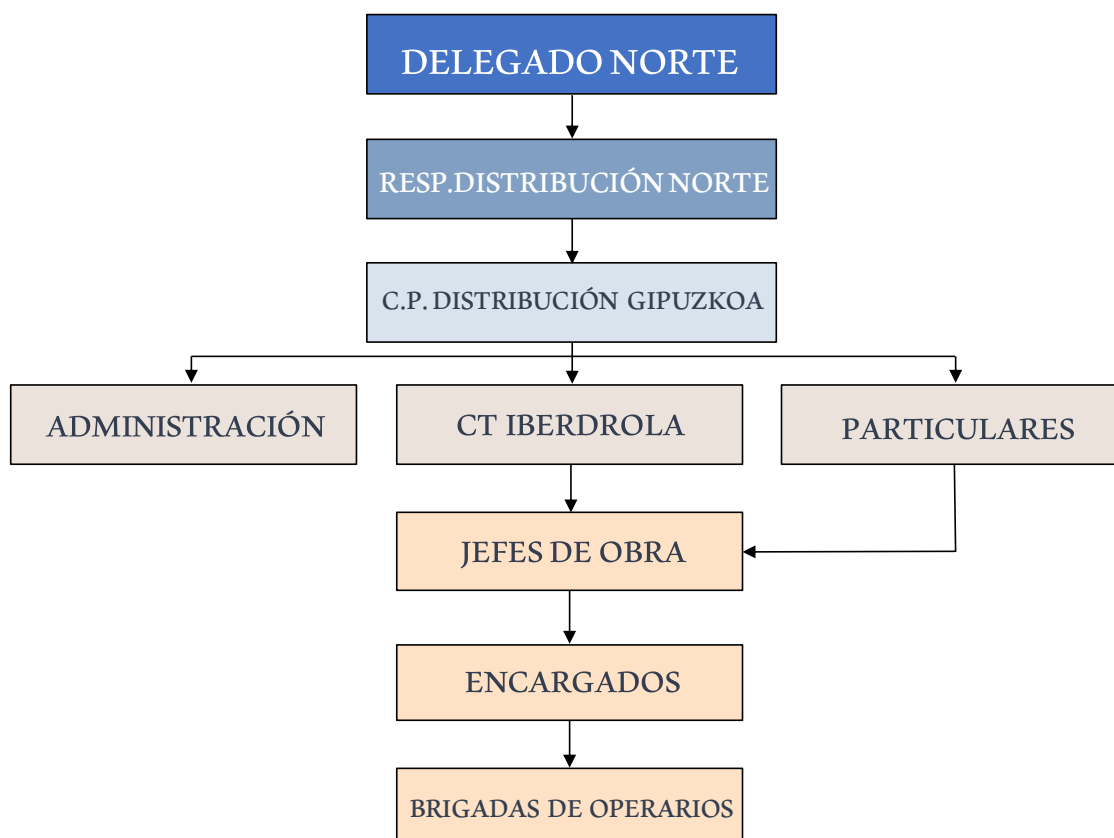 DELEGADO NORTE
RESP.DISTRIBUCIÓN NORTE
C.P. DISTRIBUCIÓN GIPUZKOA
ADMINISTRACIÓN
CT IBERDROLA
PARTICULARES
JEFES DE OBRA
ENCARGADOS
BRIGADAS DE OPERARIOS